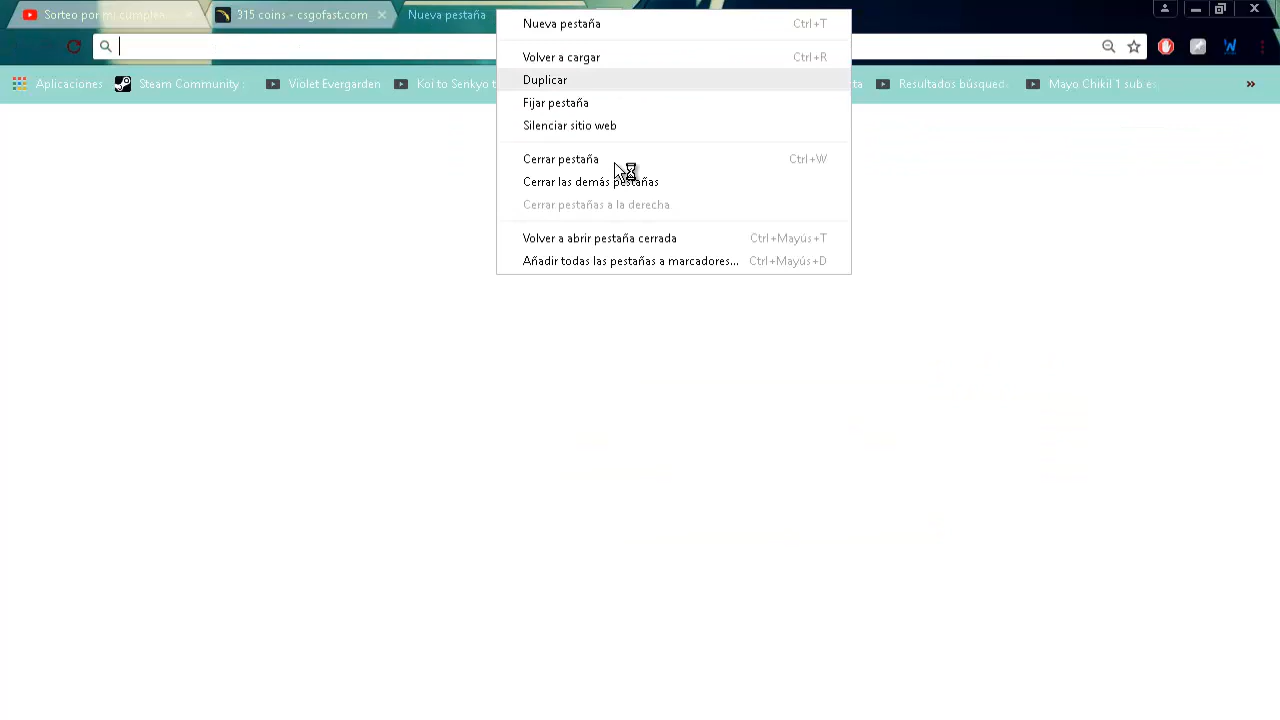 Sorteo por mi cumplea
315 coins - csgofast.com
Nueva pestaña
Aplicaciones
Steam Community :
Violet Evergarden
Koi to Senkyo t
ta
Resultados búsqued
Mayo Chiki! 1 sub es
»
Nueva pestaña Ctrl+T
Volver a cargar Ctrl+R
Duplicar
Fijar pestaña
Silenciar sitio web
Cerrar pestaña Ctrl+W
Cerrar las demás pestañas
Cerrar pestañas a la derecha
Volver a abrir pestaña cerrada Ctrl+Mayús+T
Añadir todas las pestañas a marcadores... Ctrl+Mayús+D